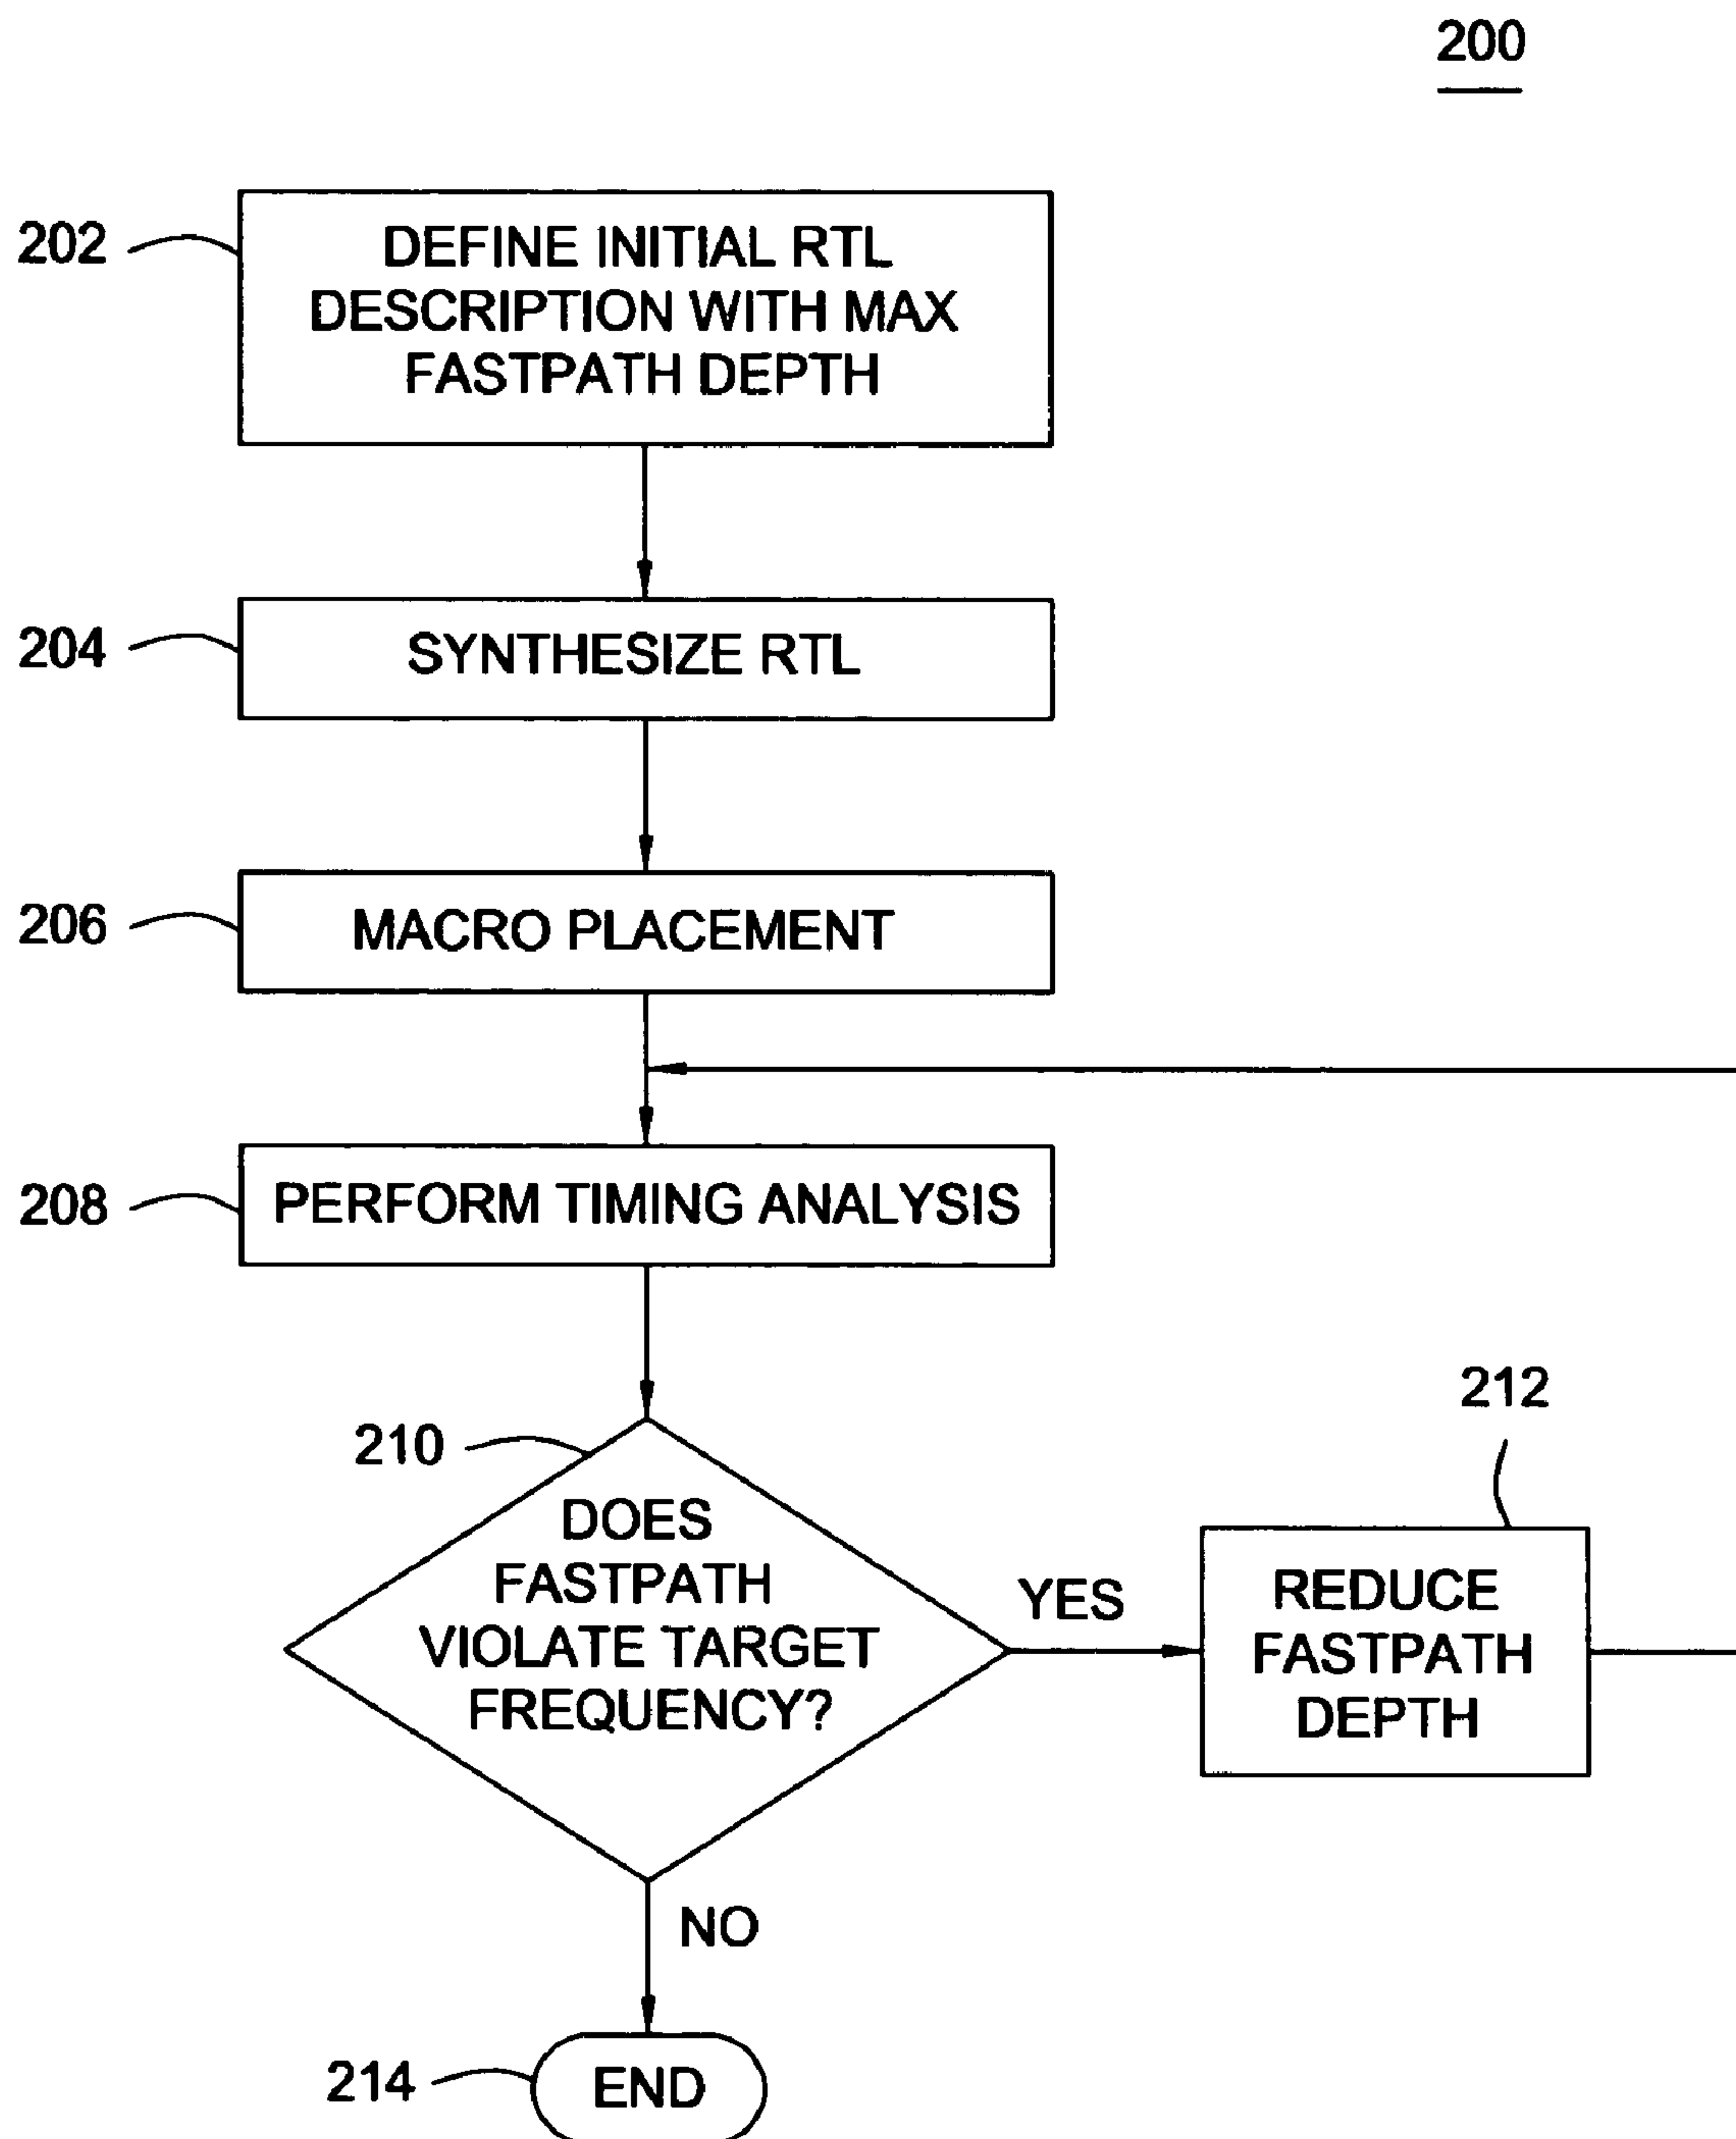 200
202
DEFINE INITIAL RTL
DESCRIPTION WITH MAX
FASTPATH DEPTH
204
SYNTHESIZE RTL
206
MACRO PLACEMENT
208
PERFORM TIMING ANALYSIS
210
DOES
FASTPATH
VIOLATE TARGET
FREQUENCY?
YES
212
REDUCE
FASTPATH
DEPTH
NO
214
END